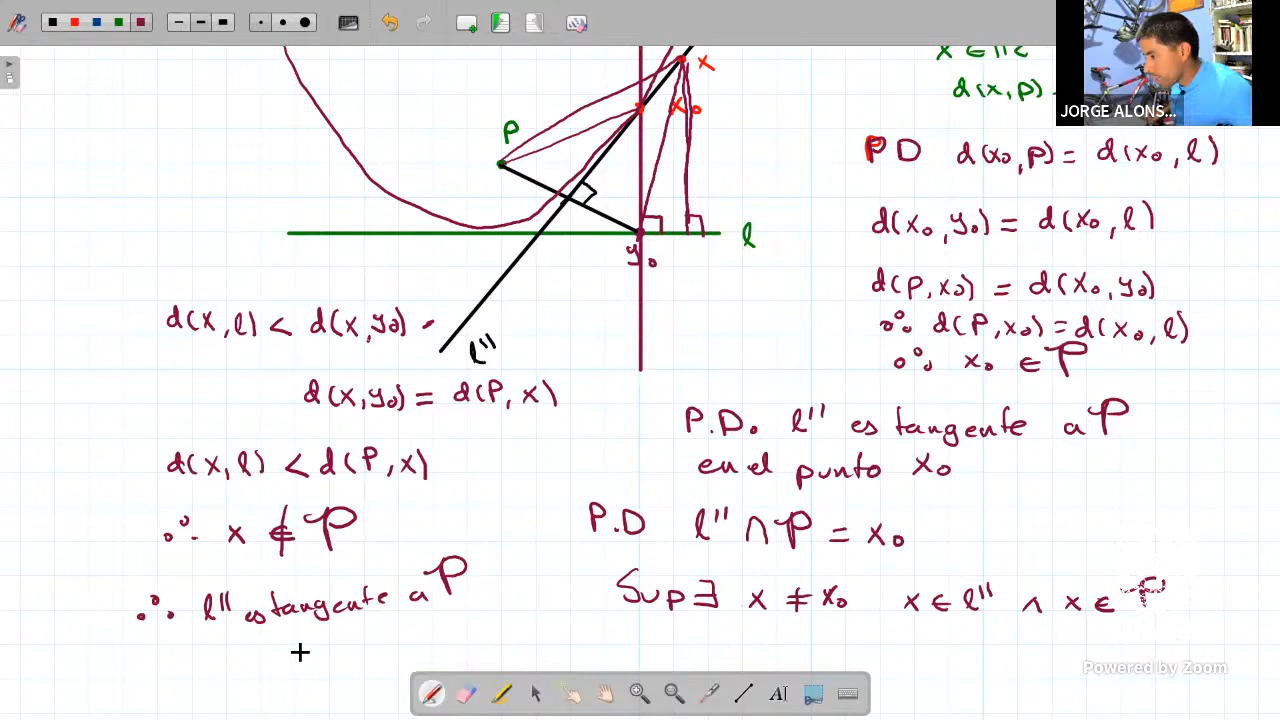 x ∈ 𝒫
d(x,p) =
JORGE ALONS...
PD d(x₀,p) = d(x₀,l)
d(x₀,y₀) = d(x₀,l)
d(p,x₀) = d(x₀,y₀)
∴ d(P,x₀) = d(x₀,l)
∴ x₀ ∈ 𝒫
P.D. l'' es tangente a 𝒫
en el punto x₀
P.D l'' ∩ 𝒫 = x₀
Sup ∃ x ≠ x₀ x ∈ l'' ∧ x ∈ 𝒫
x
x₀
P
l
y₀
l''
d(x,l) < d(x,y₀)
d(x,y₀) = d(P,x)
d(x,l) < d(P,x)
∴ x ∉ 𝒫
∴ l'' es tangente a 𝒫
AI
Powered by Zoom